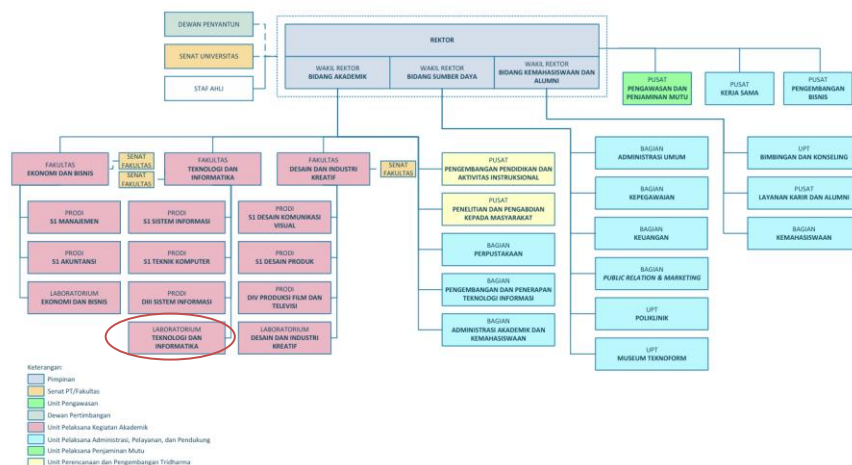 DEWAN PENYANTUN
SENAT UNIVERSITAS
STAF AHLI
REKTOR
WAKIL REKTOR
BIDANG AKADEMIK
WAKIL REKTOR
BIDANG SUMBER DAYA
WAKIL REKTOR
BIDANG KEMAHASISWAAN DAN
ALUMNI
PUSAT
PENGAWASAN DAN
PENJAMINAN MUTU
PUSAT
KERJA SAMA
PUSAT
PENGEMBANGAN
BISNIS
FAKULTAS
EKONOMI DAN BISNIS
SENAT
FAKULTAS
SENAT
FAKULTAS
FAKULTAS
TEKNOLOGI DAN
INFORMATIKA
FAKULTAS
DESAIN DAN INDUSTRI
KREATIF
SENAT
FAKULTAS
PRODI
S1 MANAJEMEN
PRODI
S1 AKUNTANSI
LABORATORIUM
EKONOMI DAN BISNIS
PRODI
S1 SISTEM INFORMASI
PRODI
S1 TEKNIK KOMPUTER
PRODI
DIII SISTEM INFORMASI
LABORATORIUM
TEKNOLOGI DAN
INFORMATIKA
PRODI
S1 DESAIN KOMUNIKASI
VISUAL
PRODI
S1 DESAIN PRODUK
PRODI
DIV PRODUKSI FILM DAN
TELEVISI
LABORATORIUM
DESAIN DAN INDUSTRI
KREATIF
PUSAT
PENGEMBANGAN PENDIDIKAN DAN
AKTIVITAS INSTRUKSIONAL
PUSAT
PENELITIAN DAN PENGABDIAN
KEPADA MASYARAKAT
BAGIAN
PERPUSTAKAAN
BAGIAN
PENGEMBANGAN DAN PENERAPAN
TEKNOLOGI INFORMASI
BAGIAN
ADMINISTRASI AKADEMIK DAN
KEMAHASISWAAN
BAGIAN
ADMINISTRASI UMUM
BAGIAN
KEPEGAWAIAN
BAGIAN
KEUANGAN
BAGIAN
PUBLIC RELATION & MARKETING
UPT
POLIKLINIK
UPT
MUSEUM TEKNOFORM
UPT
BIMBINGAN DAN KONSELING
PUSAT
LAYANAN KARIR DAN ALUMNI
BAGIAN
KEMAHASISWAAN
Keterangan:
Pimpinan
Senat PT/Fakultas
Unit Pengawasan
Dewan Pertimbangan
Unit Pelaksana Kegiatan Akademik
Unit Pelaksana Administrasi, Pelayanan, dan Pendukung
Unit Pelaksana Penjaminan Mutu
Unit Perencanaan dan Pengembangan Tridharma